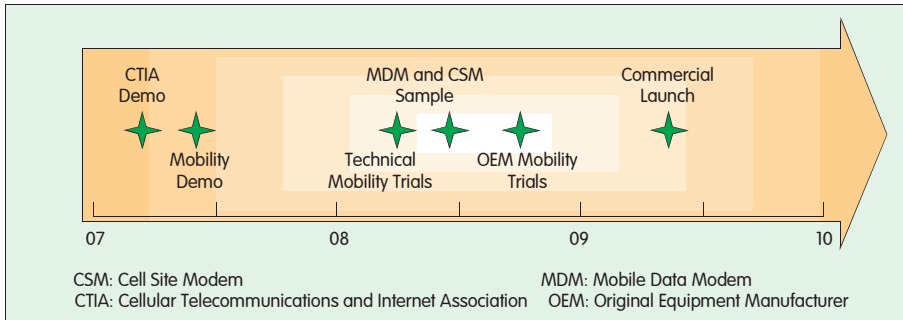 CTIA
Demo
MDM and CSM
Sample
Commercial
Launch
Mobility
Demo
Technical
Mobility Trials
OEM Mobility
Trials
07
08
09
10
CSM: Cell Site Modem
MDM: Mobile Data Modem
CTIA: Cellular Telecommunications and Internet Association
OEM: Original Equipment Manufacturer